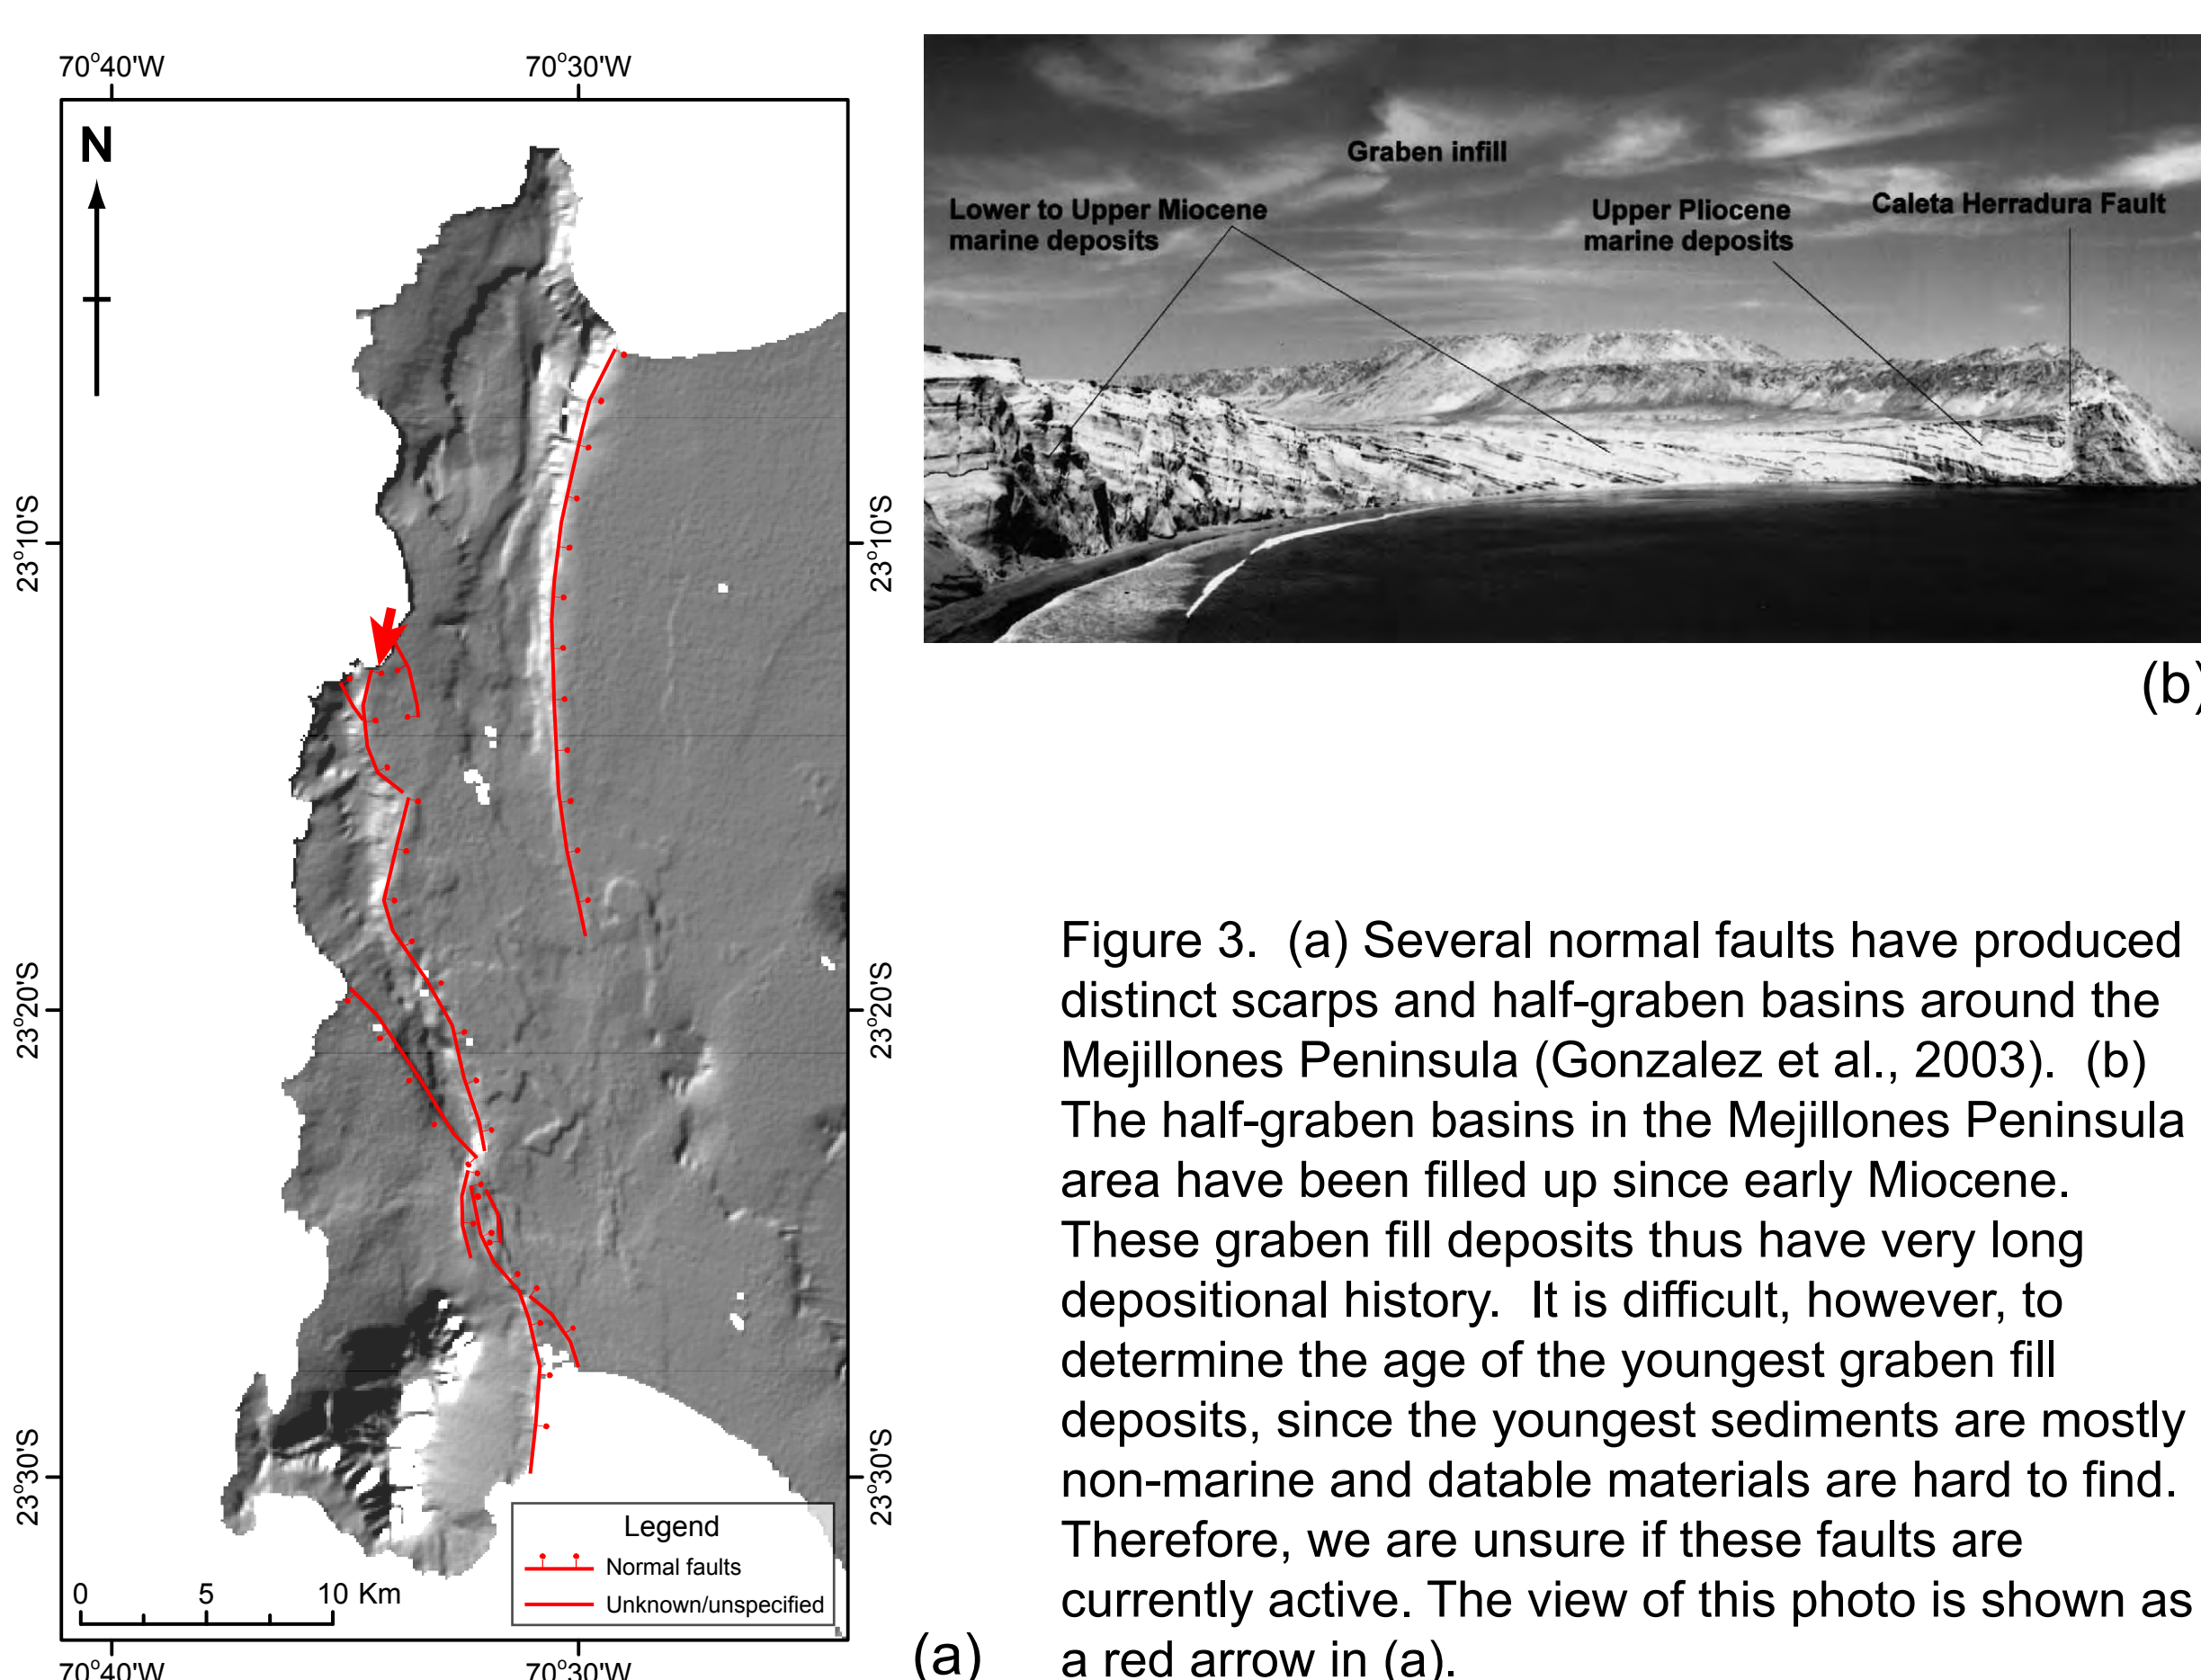 70°40'W
70°30'W
N
23°10'S
23°10'S
23°20'S
23°20'S
23°30'S
23°30'S
Legend
Normal faults
Unknown/unspecified
0 5 10 Km
70°40'W
70°30'W
(a)
Graben infill
Lower to Upper Miocene
marine deposits
Upper Pliocene
marine deposits
Caleta Herradura Fault
(b)
Figure 3. (a) Several normal faults have produced
distinct scarps and half-graben basins around the
Mejillones Peninsula (Gonzalez et al., 2003). (b)
The half-graben basins in the Mejillones Peninsula
area have been filled up since early Miocene.
These graben fill deposits thus have very long
depositional history. It is difficult, however, to
determine the age of the youngest graben fill
deposits, since the youngest sediments are mostly
non-marine and datable materials are hard to find.
Therefore, we are unsure if these faults are
currently active. The view of this photo is shown as
a red arrow in (a).